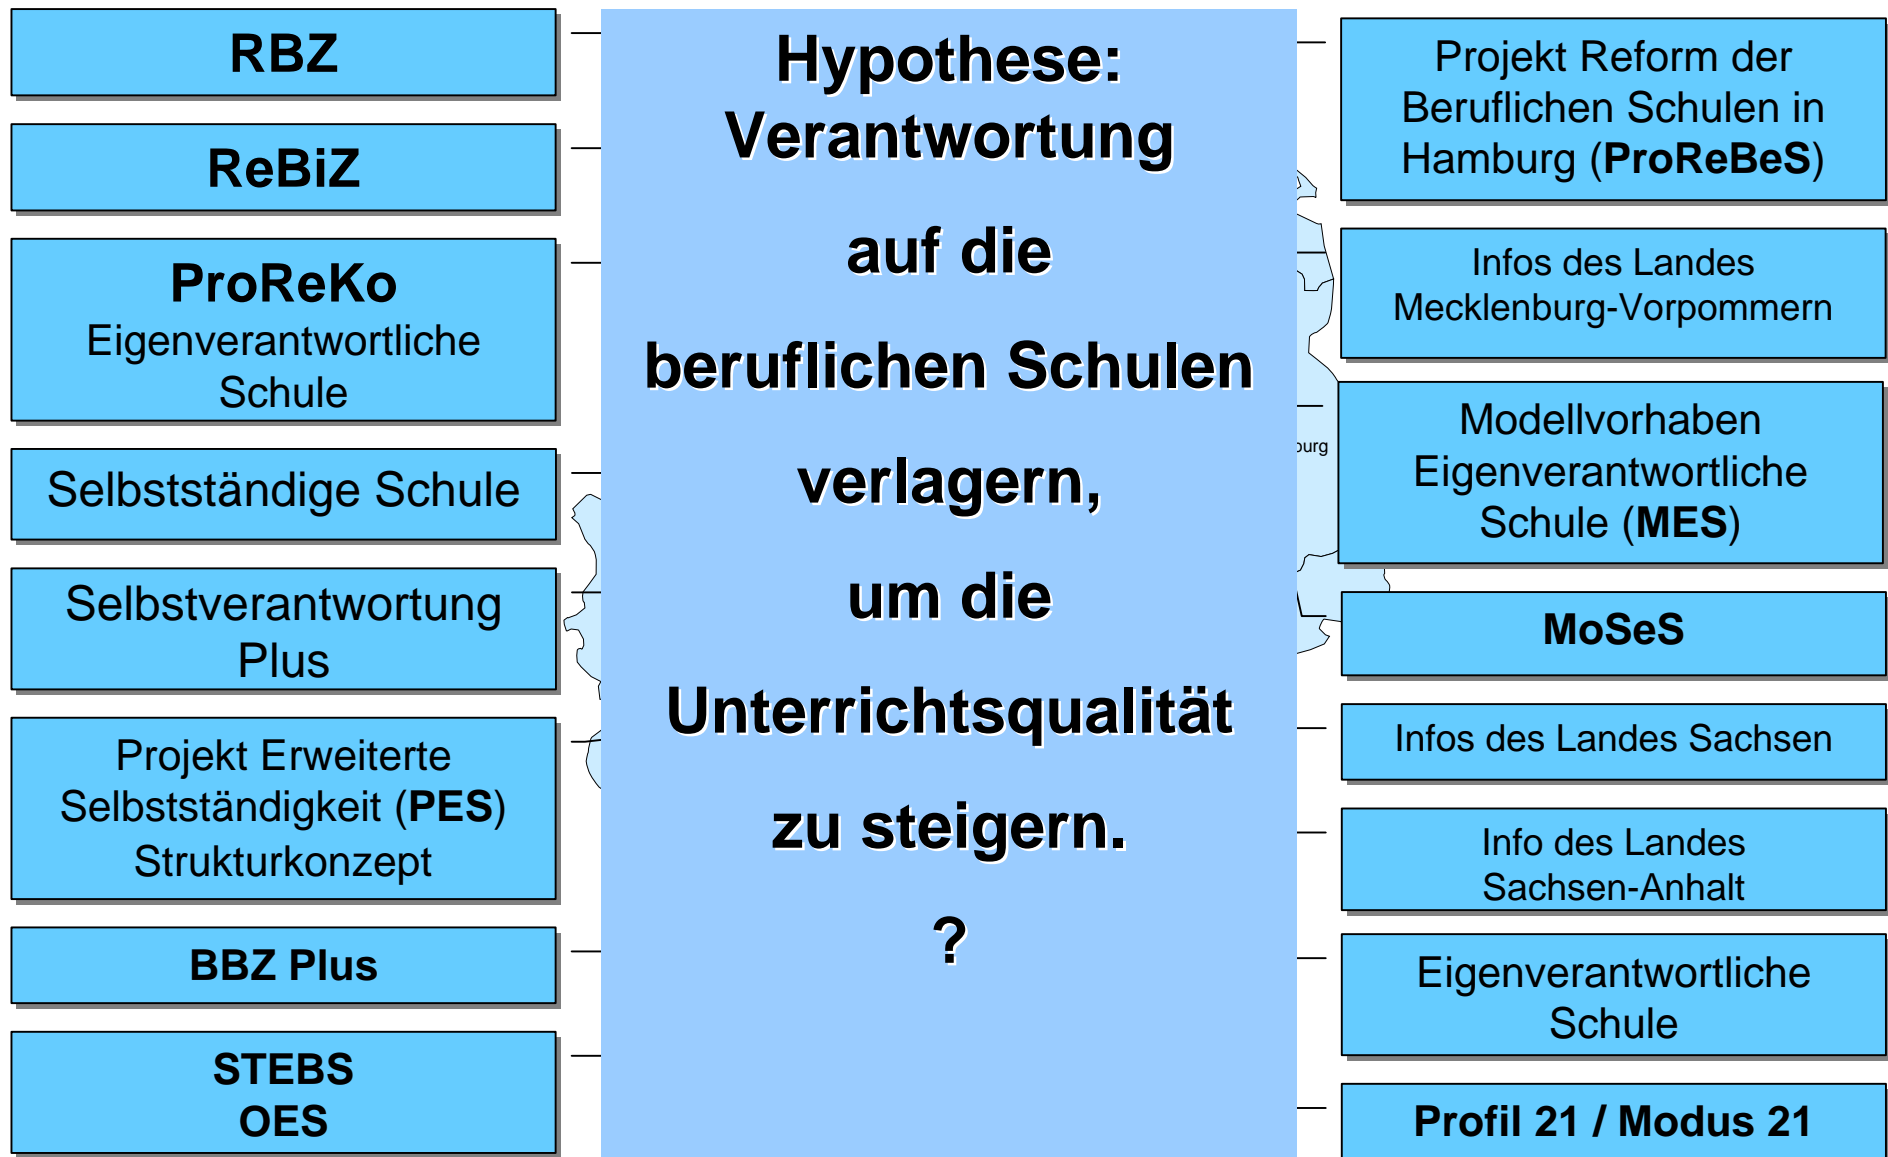 RBZ
ReBiZ
ProReKo
Eigenverantwortliche
Schule
Selbstständige Schule
Selbstverantwortung
Plus
Projekt Erweiterte
Selbstständigkeit (PES)
Strukturkonzept
BBZ Plus
STEBS
OES
Hypothese:
Verantwortung
auf die
beruflichen Schulen
verlagern,
um die
Unterrichtsqualität
zu steigern.
?
Projekt Reform der
Beruflichen Schulen in
Hamburg (ProReBeS)
Infos des Landes
Mecklenburg-Vorpommern
Modellvorhaben
Eigenverantwortliche
Schule (MES)
MoSeS
Infos des Landes Sachsen
Info des Landes
Sachsen-Anhalt
Eigenverantwortliche
Schule
Profil 21 / Modus 21